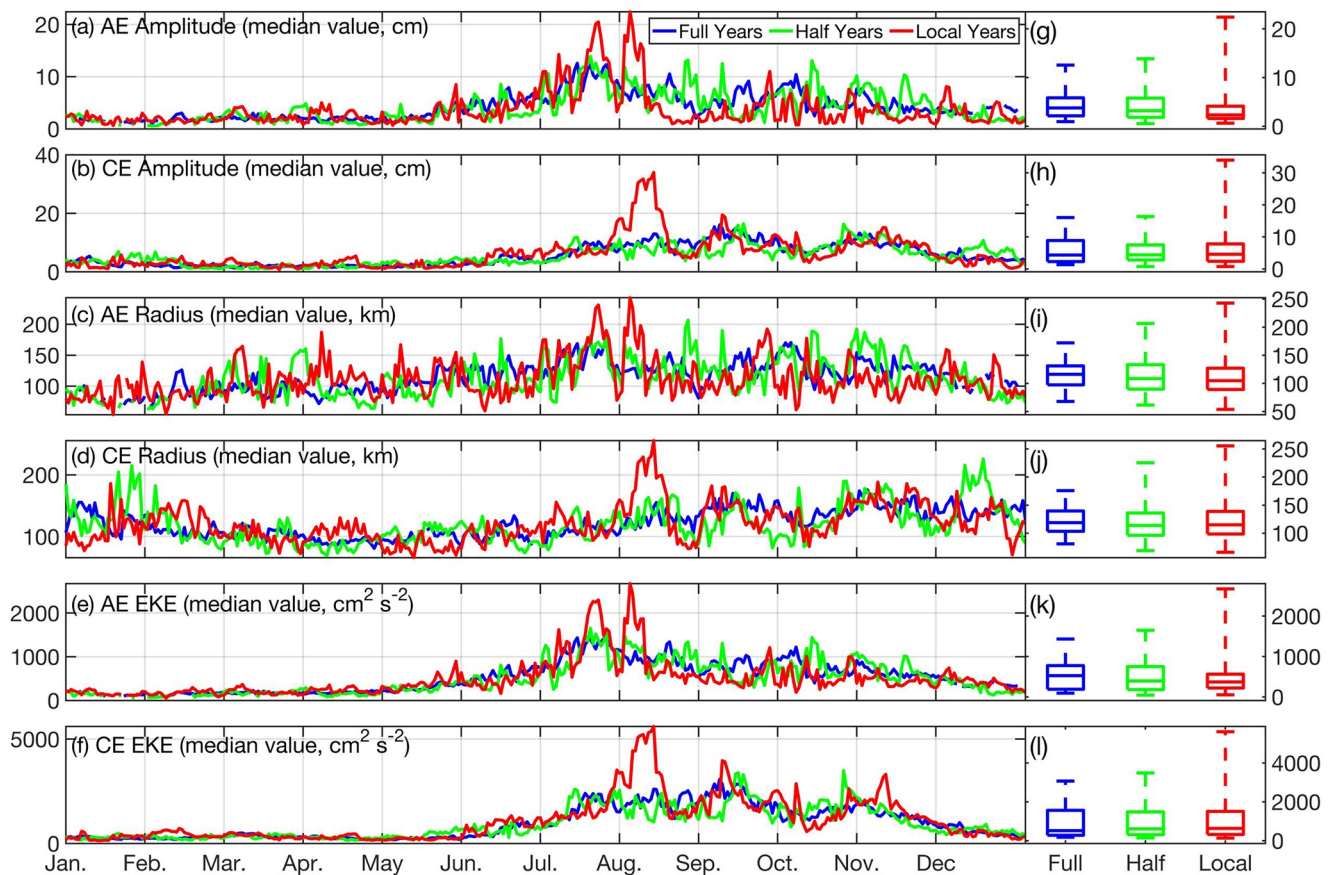 (a) AE Amplitude (median value, cm)
Full Years Half Years Local Years
(g)
20
10
0
20
10
0
(b) CE Amplitude (median value, cm)
(h)
40
20
0
30
20
10
0
(c) AE Radius (median value, km)
(i)
200
150
100
250
200
150
100
50
(d) CE Radius (median value, km)
(j)
200
100
250
200
150
100
(e) AE EKE (median value, cm² s⁻²)
(k)
2000
1000
0
2000
1000
0
(f) CE EKE (median value, cm² s⁻²)
(l)
5000
0
4000
2000
0
Jan. Feb. Mar. Apr. May Jun. Jul. Aug. Sep. Oct. Nov. Dec
Full Half Local